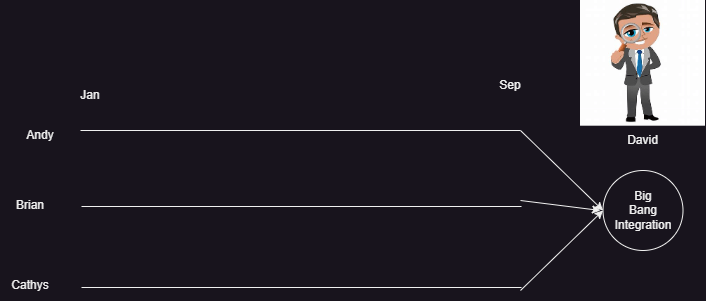 Jan
Sep
Andy
David
Brian
Big
Bang
Integration
Cathys